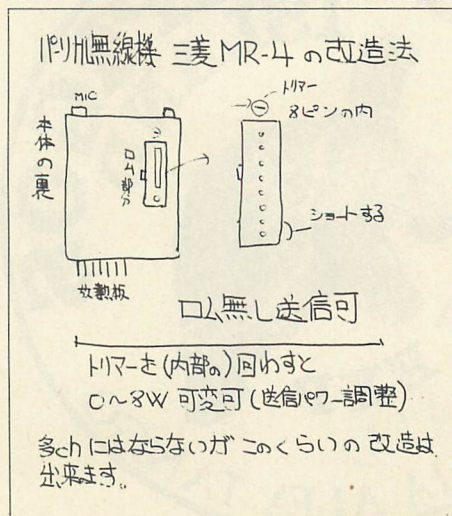 パーソナル無線機 三菱MR-4の改造法
トリマー
8ピンの内
MIC
本体の裏
ロム部分
ショートする
放熱板
ロム無し送信可
トリマーを(内部の)回わすと
0〜8W 可変可(送信パワー調整)
多chにはならないがこのくらいの改造は
出来ます。